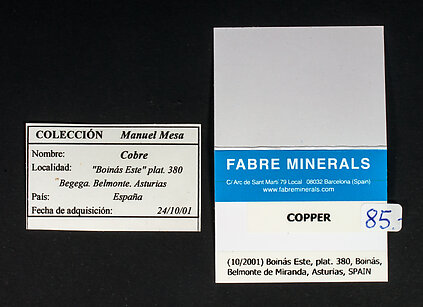 COLECCIÓN Manuel Mesa
Nombre: Cobre
Localidad: "Boinás Este" plat. 380
Begega. Belmonte. Asturias
País: España
Fecha de adquisición: 24/10/01
FABRE MINERALS
C/ Arc de Sant Martí 79 Local 08032 Barcelona (Spain)
www.fabreminerals.com
COPPER
85.-
(10/2001) Boinás Este, plat. 380, Boinás,
Belmonte de Miranda, Asturias, SPAIN